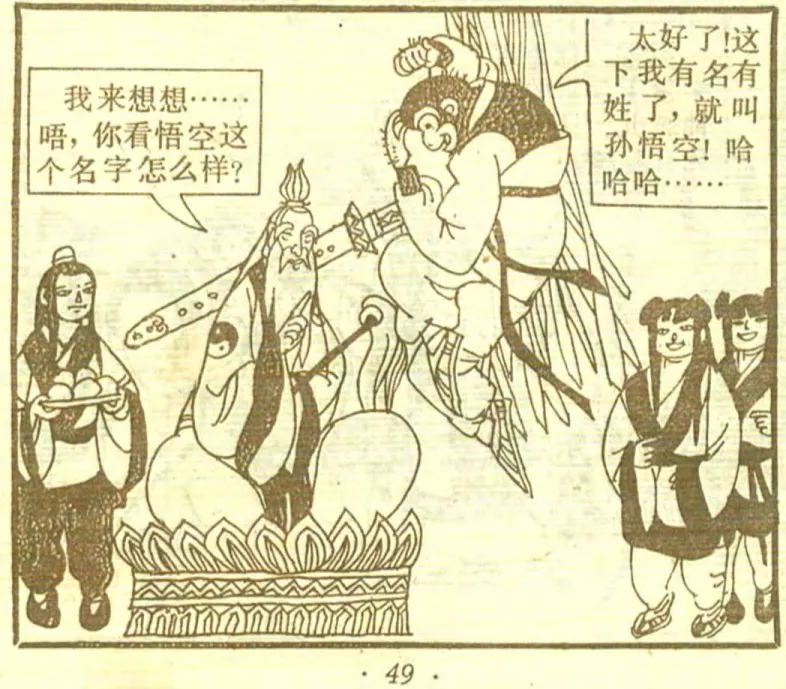 我来想想……
唔，你看悟空这
个名字怎么样？
太好了！这
下我有名有
姓了，就叫
孙悟空！哈
哈哈……
·49·